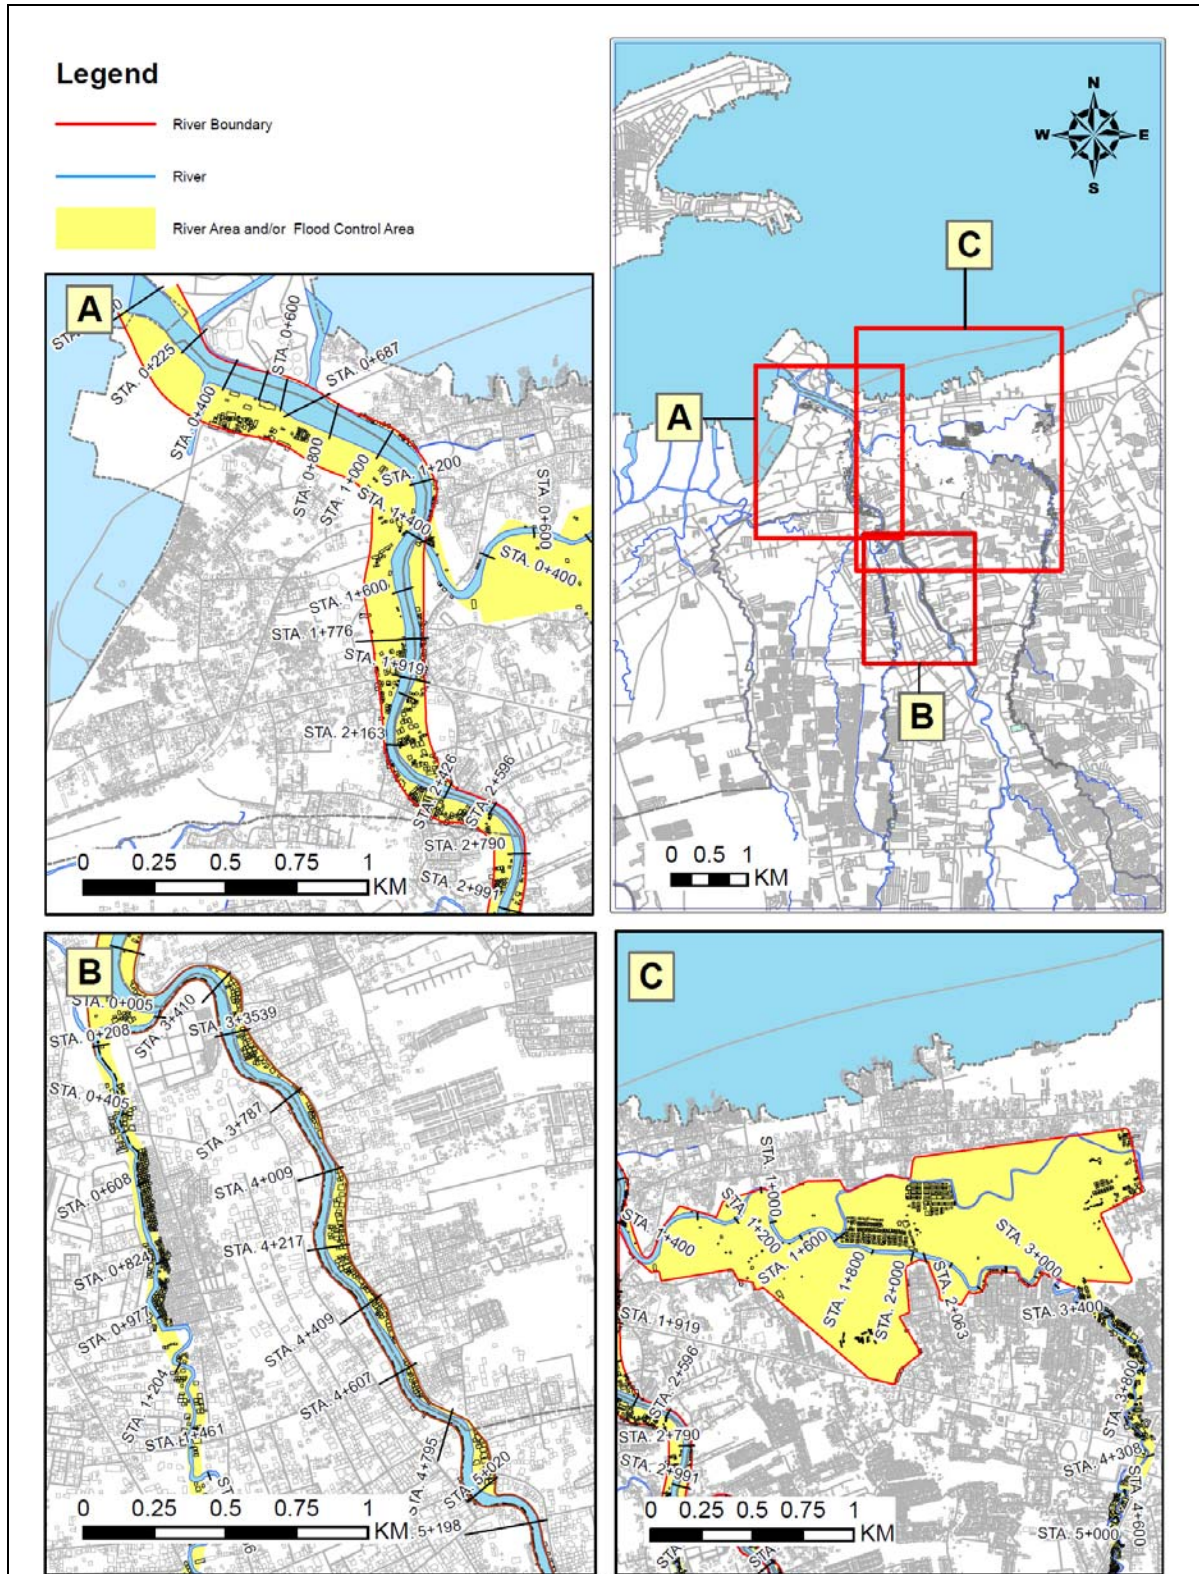 Legend
River Boundary
River
River Area and/or Flood Control Area
N
W
E
S
C
A
B
0 0.5 1
KM
A
STA. 0+225
STA. 0+400
STA. 0+600
STA. 0+687
STA. 0+800
STA. 1+000
STA. 1+200
STA. 1+400
STA. 0+600
STA. 0+400
STA. 1+600
STA. 1+776
STA. 1+919
STA. 2+163
STA. 2+426
STA. 2+596
STA. 2+790
STA. 2+991
0 0.25 0.5 0.75 1
KM
B
STA. 0+005
STA. 0+208
STA. 3+410
STA. 3+3539
STA. 0+405
STA. 3+787
STA. 0+608
STA. 4+009
STA. 4+217
STA. 0+824
STA. 0+977
STA. 4+409
STA. 4+607
STA. 1+204
STA. 1+461
STA. 4+795
STA. 5+020
5+198
0 0.25 0.5 0.75 1
KM
C
STA. 1+000
STA. 1+200
STA. 1+400
STA. 1+600
STA. 1+800
STA. 2+000
STA. 2+063
STA. 3+000
STA. 3+400
STA. 1+919
STA. 2+596
STA. 3+800
STA. 2+790
STA. 4+308
STA. 2+991
STA. 4+600
STA. 5+000
0 0.25 0.5 0.75 1
KM